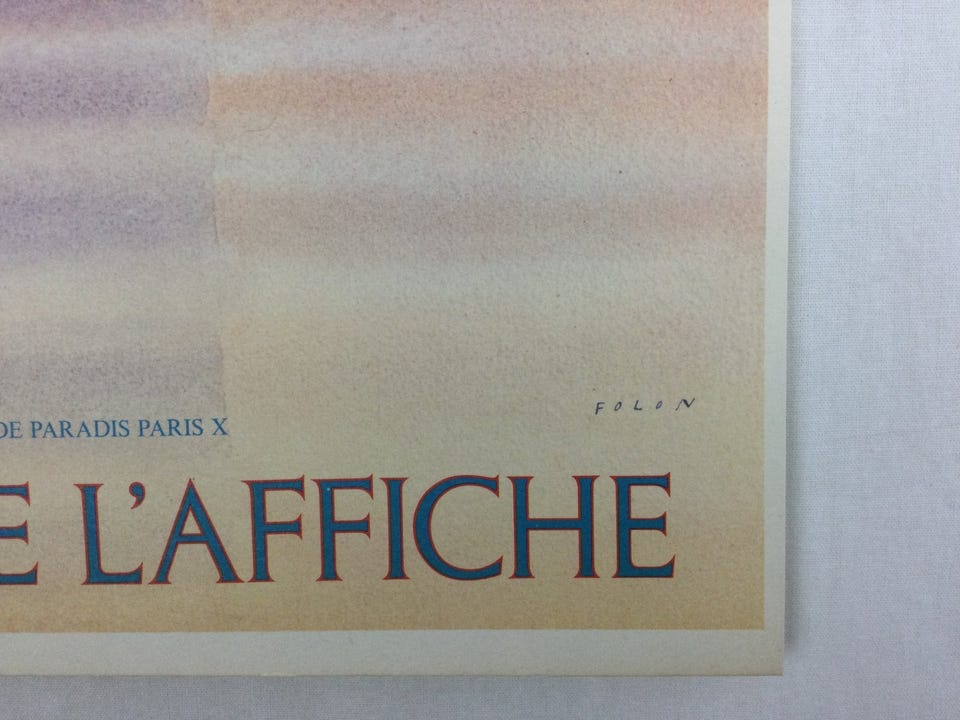 FOLON
DE PARADIS PARIS X
E L'AFFICHE